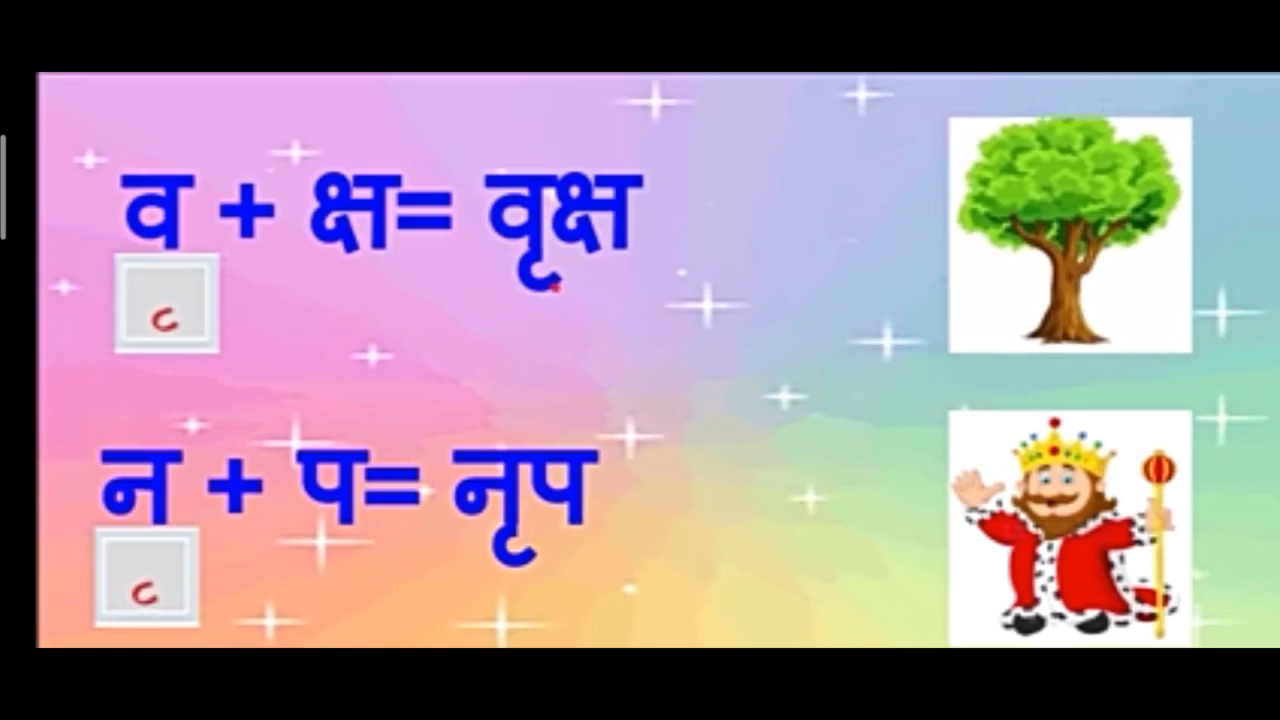 व + क्ष= वृक्ष
ृ
न + प= नृप
ृ